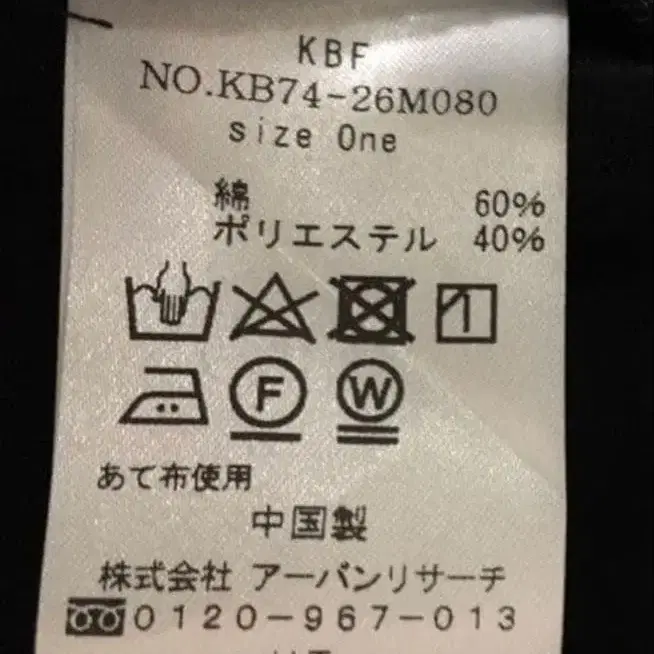 KBF
NO.KB74-26M080
size One
綿 60%
ポリエステル 40%
F W
あて布使用
中国製
株式会社 アーバンリサーチ
0120-967-013